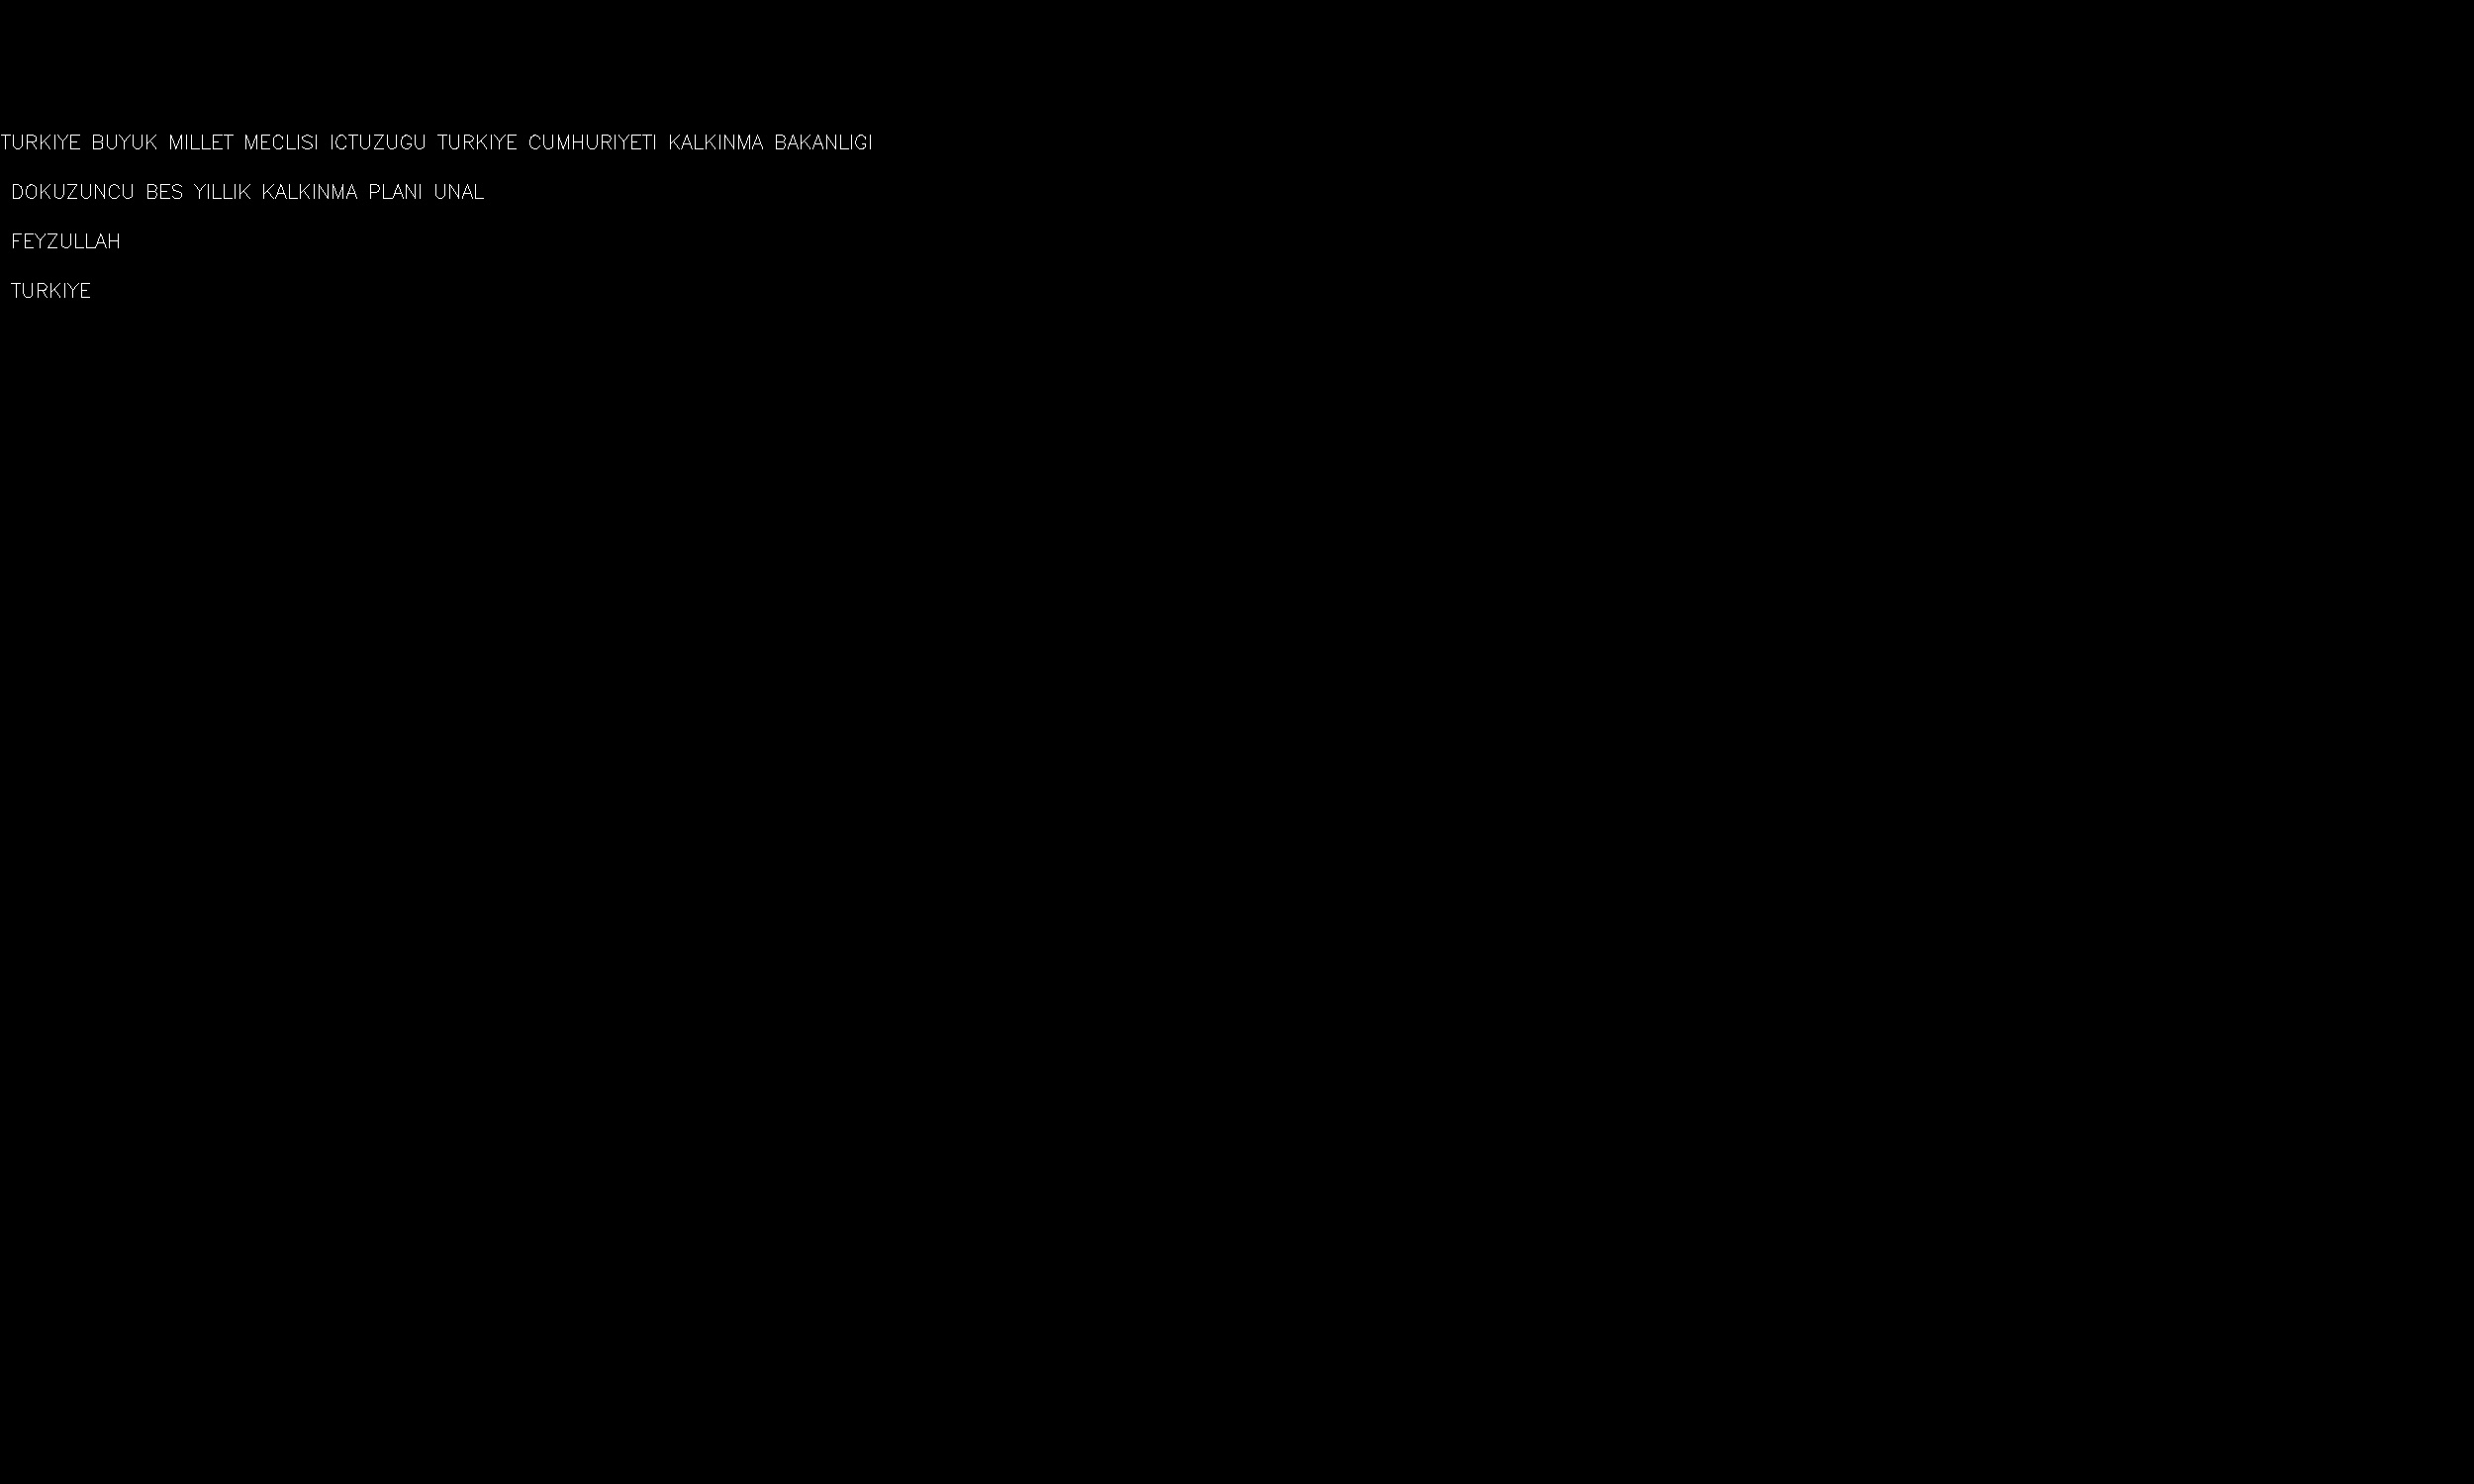 TURKIYE BUYUK MILLET MECLISI ICTUZUGU TURKIYE CUMHURIYETI KALKINMA BAKANLIGI
DOKUZUNCU BES YILLIK KALKINMA PLANI UNAL
FEYZULLAH
TURKIYE